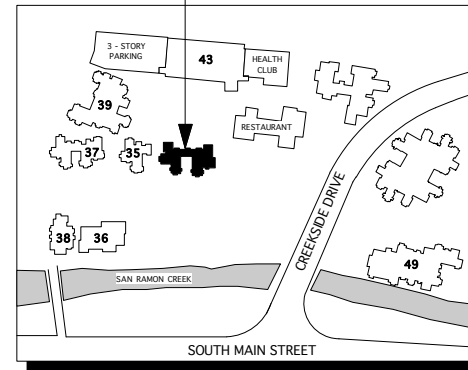 3 - STORY
PARKING
43
HEALTH
CLUB
39
RESTAURANT
37
35
CREEKSIDE DRIVE
38
36
49
SAN RAMON CREEK
SOUTH MAIN STREET